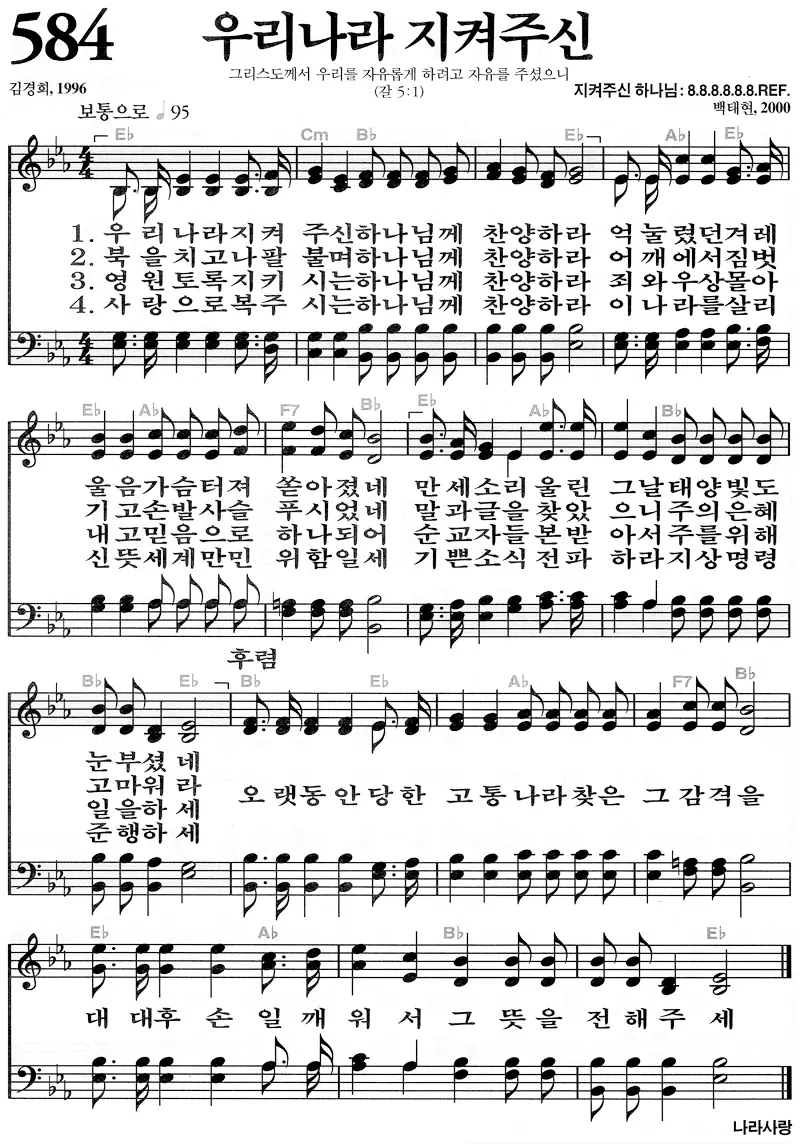 584 우리나라 지켜주신
그리스도께서 우리를 자유롭게 하려고 자유를 주셨으니
(갈 5:1)
김경희, 1996
지켜주신 하나님 : 8.8.8.8.8.8.REF.
백태현, 2000
보통으로 ♩95
E♭ Cm B♭ E♭ A♭ E♭
1. 우 리 나 라 지 켜 주 신 하 나 님 께 찬 양 하 라 억 눌 렸 던 겨 레
2. 북 을 치 고 나 팔 불 며 하 나 님 께 찬 양 하 라 어 깨 에 서 짐 벗
3. 영 원 토 록 지 키 시 는 하 나 님 께 찬 양 하 라 죄 와 우 상 몰 아
4. 사 랑 으 로 복 주 시 는 하 나 님 께 찬 양 하 라 이 나 라 를 살 리
E♭ A♭ F7 B♭ E♭ A♭ B♭
울 음 가 슴 터 져 쏟 아 졌 네 만 세 소 리 울 린 그 날 태 양 빛 도
기 고 손 발 사 슬 푸 시 었 네 말 과 글 을 찾 았 으 니 주 의 은 혜
내 고 믿 음 으 로 하 나 되 어 순 교 자 들 본 받 아 서 주 를 위 해
신 뜻 세 계 만 민 위 함 일 세 기 쁜 소 식 전 파 하 라 지 상 명 령
후렴
B♭ E♭ B♭ E♭ A♭ F7 B♭
눈 부 셨 네
고 마 워 라
일 을 하 세
준 행 하 세
오 랫 동 안 당 한 고 통 나 라 찾 은 그 감 격 을
E♭ A♭ B♭ E♭
대 대 후 손 일 깨 워 서 그 뜻 을 전 해 주 세
나라사랑